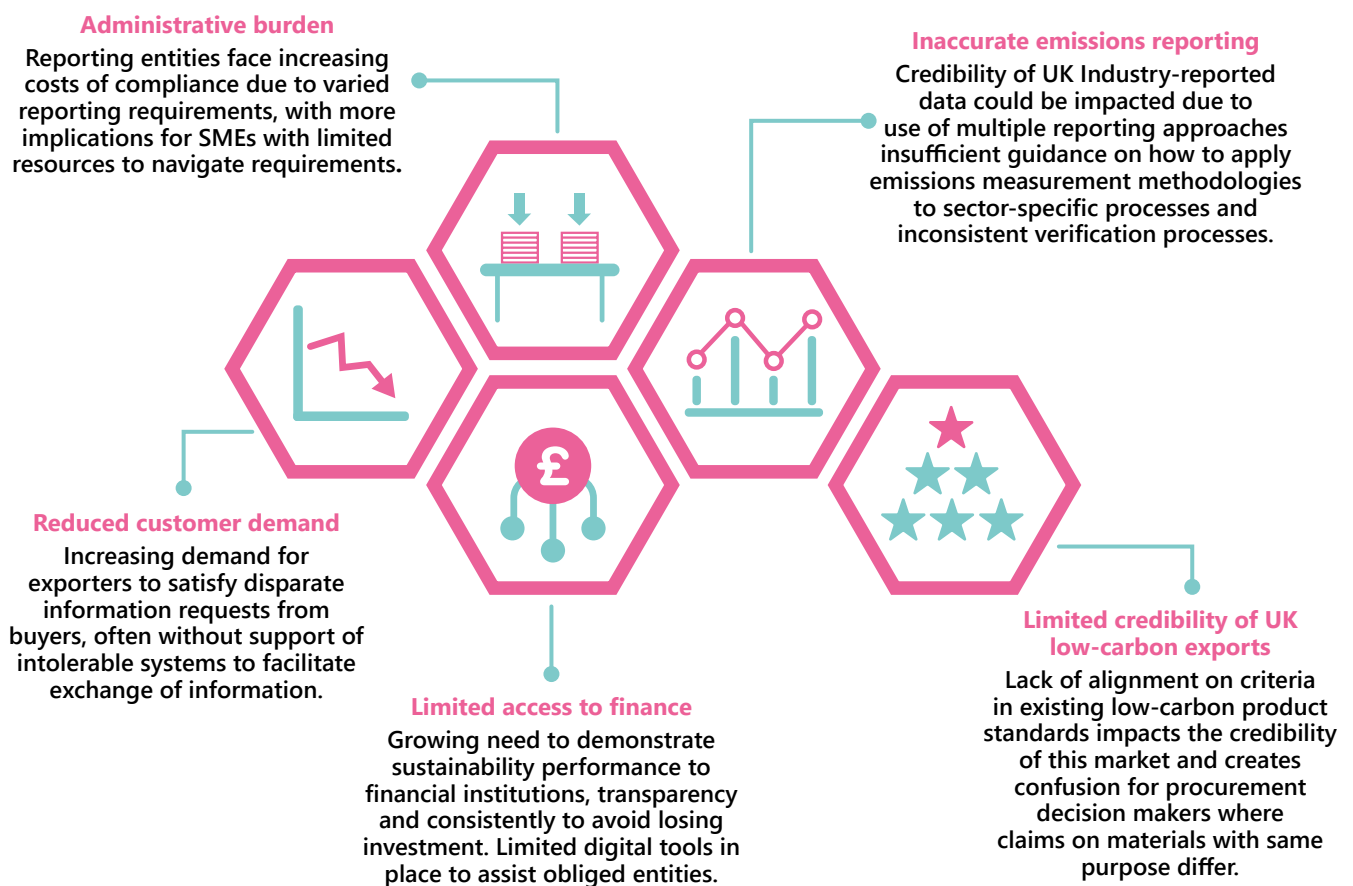 Administrative burden
Reporting entities face increasing
costs of compliance due to varied
reporting requirements, with more
implications for SMEs with limited
resources to navigate requirements.
Inaccurate emissions reporting
Credibility of UK Industry-reported
data could be impacted due to
use of multiple reporting approaches
insufficient guidance on how to apply
emissions measurement methodologies
to sector-specific processes and
inconsistent verification processes.
£
Reduced customer demand
Increasing demand for
exporters to satisfy disparate
information requests from
buyers, often without support of
intolerable systems to facilitate
exchange of information.
Limited access to finance
Growing need to demonstrate
sustainability performance to
financial institutions, transparency
and consistently to avoid losing
investment. Limited digital tools in
place to assist obliged entities.
Limited credibility of UK
low-carbon exports
Lack of alignment on criteria
in existing low-carbon product
standards impacts the credibility
of this market and creates
confusion for procurement
decision makers where
claims on materials with same
purpose differ.